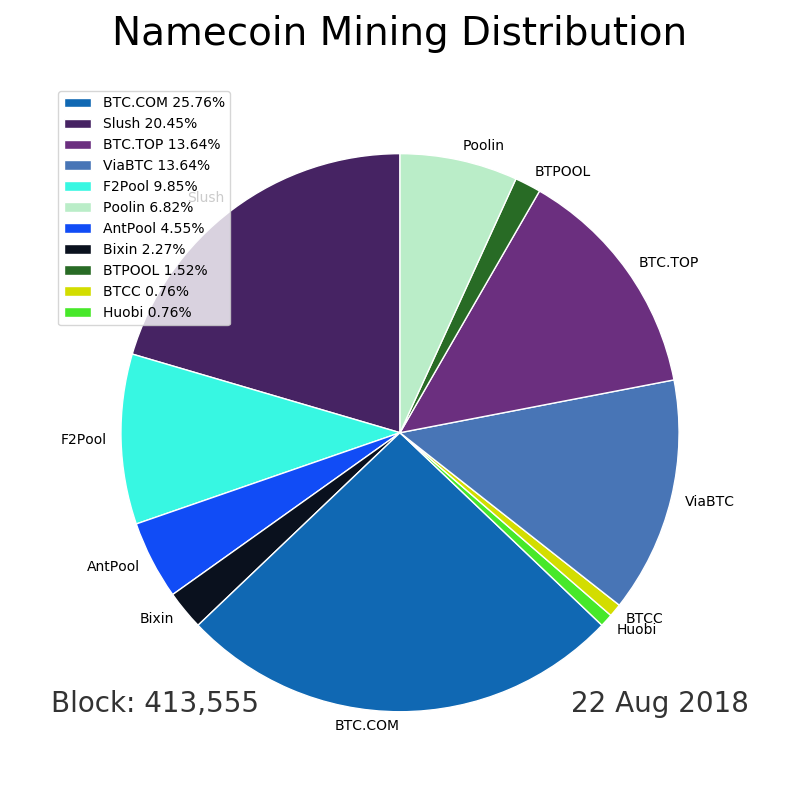 Namecoin Mining Distribution
BTC.COM 25.76%
Slush 20.45%
BTC.TOP 13.64%
ViaBTC 13.64%
F2Pool 9.85%
Poolin 6.82%
AntPool 4.55%
Bixin 2.27%
BTPOOL 1.52%
BTCC 0.76%
Huobi 0.76%
Poolin
BTPOOL
Slush
BTC.TOP
F2Pool
ViaBTC
AntPool
Bixin
BTCC
Huobi
BTC.COM
Block: 413,555
22 Aug 2018